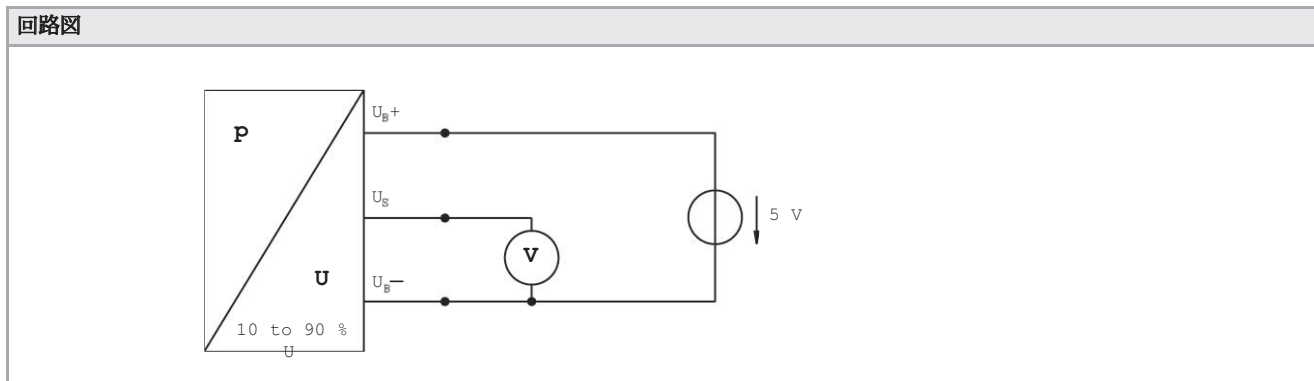 回路図
U_B+
p
U_S
5 V
V
U
U_B−
10 to 90 %
U